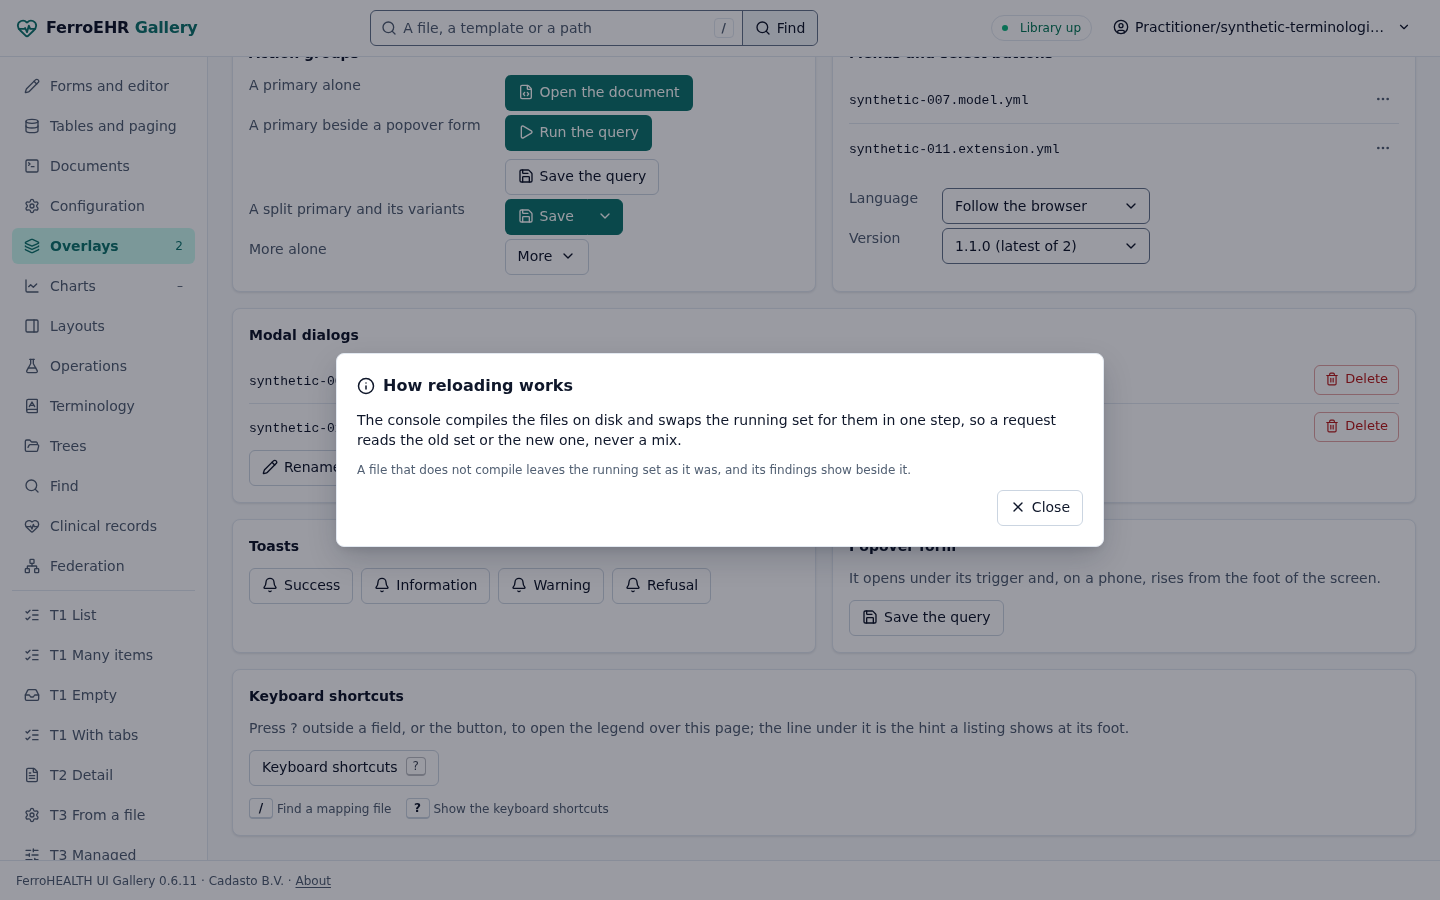 FerroEHR Gallery
A file, a template or a path
/
Find
Library up
Practitioner/synthetic-terminologi…
Forms and editor
Tables and paging
Documents
Configuration
Overlays 2
Charts –
Layouts
Operations
Terminology
Trees
Find
Clinical records
Federation
T1 List
T1 Many items
T1 Empty
T1 With tabs
T2 Detail
T3 From a file
T3 Managed
A primary alone
Open the document
A primary beside a popover form
Run the query
Save the query
A split primary and its variants
Save
More alone
More
synthetic-007.model.yml
synthetic-011.extension.yml
Language
Follow the browser
Version
1.1.0 (latest of 2)
Modal dialogs
Delete
Delete
Rename
How reloading works
The console compiles the files on disk and swaps the running set for them in one step, so a request
reads the old set or the new one, never a mix.
A file that does not compile leaves the running set as it was, and its findings show beside it.
Close
Toasts
Success
Information
Warning
Refusal
Popover form
It opens under its trigger and, on a phone, rises from the foot of the screen.
Save the query
Keyboard shortcuts
Press ? outside a field, or the button, to open the legend over this page; the line under it is the hint a listing shows at its foot.
Keyboard shortcuts ?
/ Find a mapping file ? Show the keyboard shortcuts
FerroHEALTH UI Gallery 0.6.11 · Cadasto B.V. · About